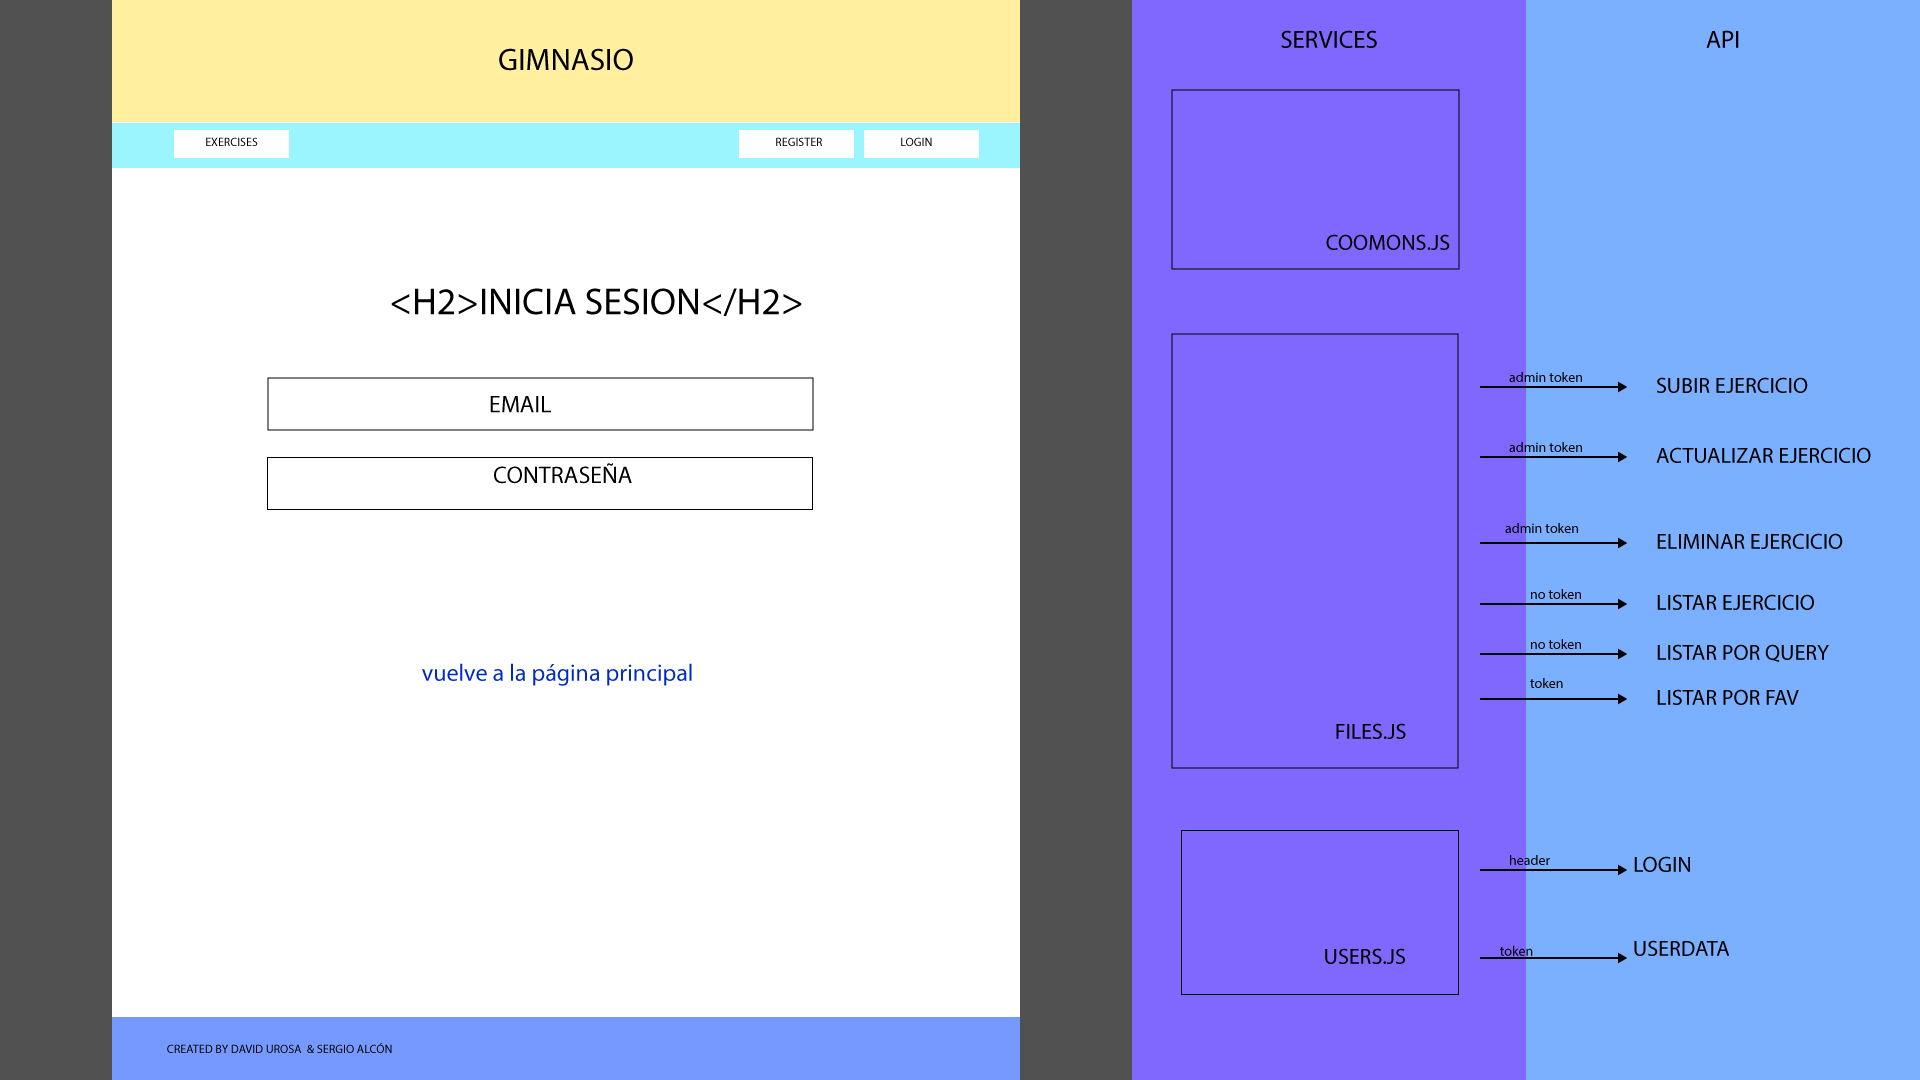 GIMNASIO
EXERCISES
REGISTER
LOGIN
<H2>INICIA SESION</H2>
EMAIL
CONTRASEÑA
vuelve a la página principal
CREATED BY DAVID UROSA & SERGIO ALCÓN
SERVICES
API
COOMONS.JS
admin token
SUBIR EJERCICIO
admin token
ACTUALIZAR EJERCICIO
admin token
ELIMINAR EJERCICIO
no token
LISTAR EJERCICIO
no token
LISTAR POR QUERY
token
LISTAR POR FAV
FILES.JS
header
LOGIN
token
USERDATA
USERS.JS